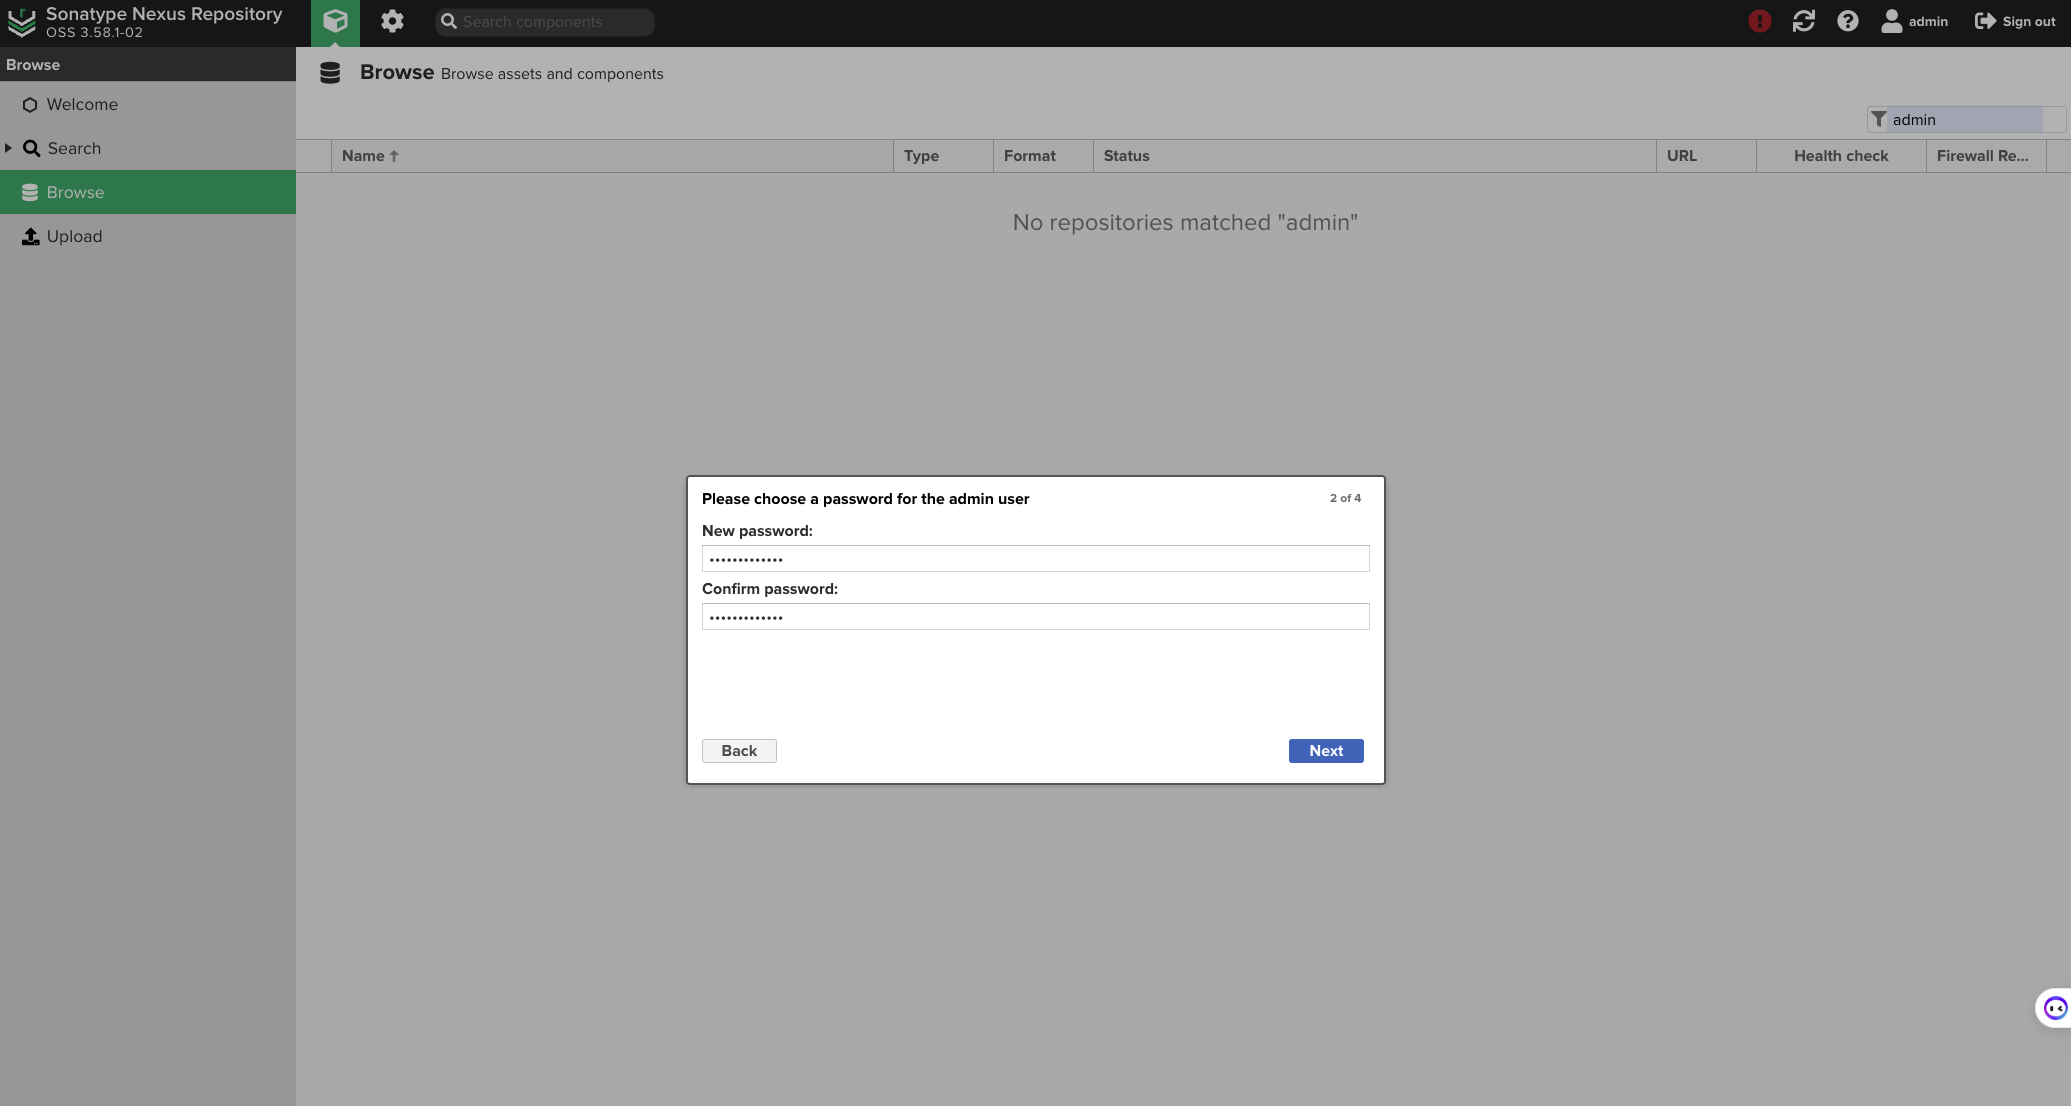 Sonatype Nexus Repository
OSS 3.58.1-02
Search components
admin
Sign out
Browse
Welcome
Search
Browse
Upload
Browse Browse assets and components
admin
Name Type Format Status URL Health check Firewall Re...
No repositories matched "admin"
Please choose a password for the admin user 2 of 4
New password:
•••••••••••••
Confirm password:
•••••••••••••
Back Next